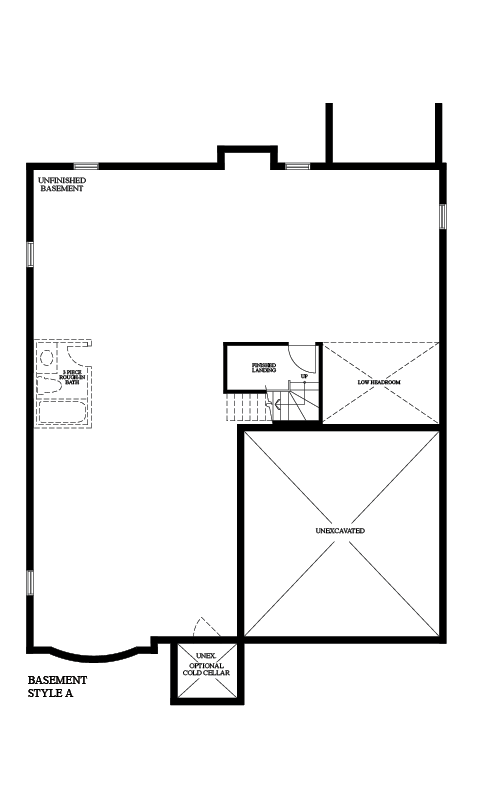 UNFINISHED
BASEMENT
3 PIECE
ROUGH-IN
BATH
FINISHED
LANDING
UP
LOW HEADROOM
UNEXCAVATED
UNEX.
OPTIONAL
COLD CELLAR
BASEMENT
STYLE A